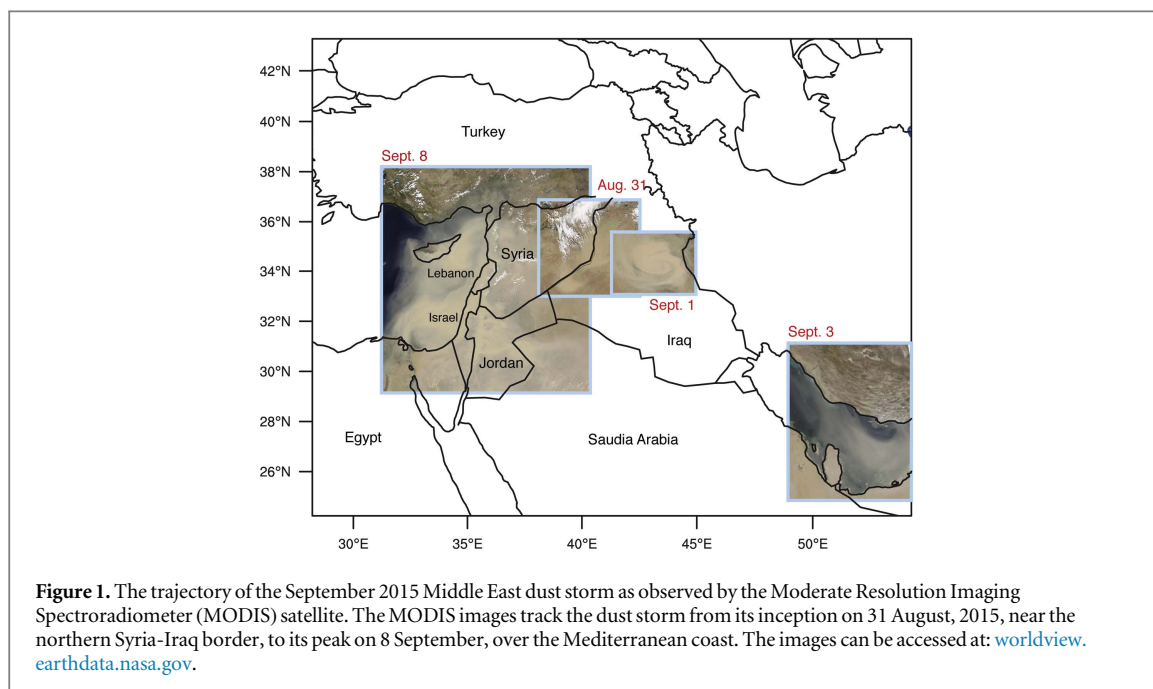 42°N
40°N
38°N
36°N
34°N
32°N
30°N
28°N
26°N
30°E
35°E
40°E
45°E
50°E
Turkey
Sept. 8
Aug. 31
Syria
Lebanon
Sept. 1
Israel
Sept. 3
Iraq
Jordan
Egypt
Saudia Arabia
Figure 1. The trajectory of the September 2015 Middle East dust storm as observed by the Moderate Resolution Imaging
Spectroradiometer (MODIS) satellite. The MODIS images track the dust storm from its inception on 31 August, 2015, near the
northern Syria-Iraq border, to its peak on 8 September, over the Mediterranean coast. The images can be accessed at: worldview.
earthdata.nasa.gov.